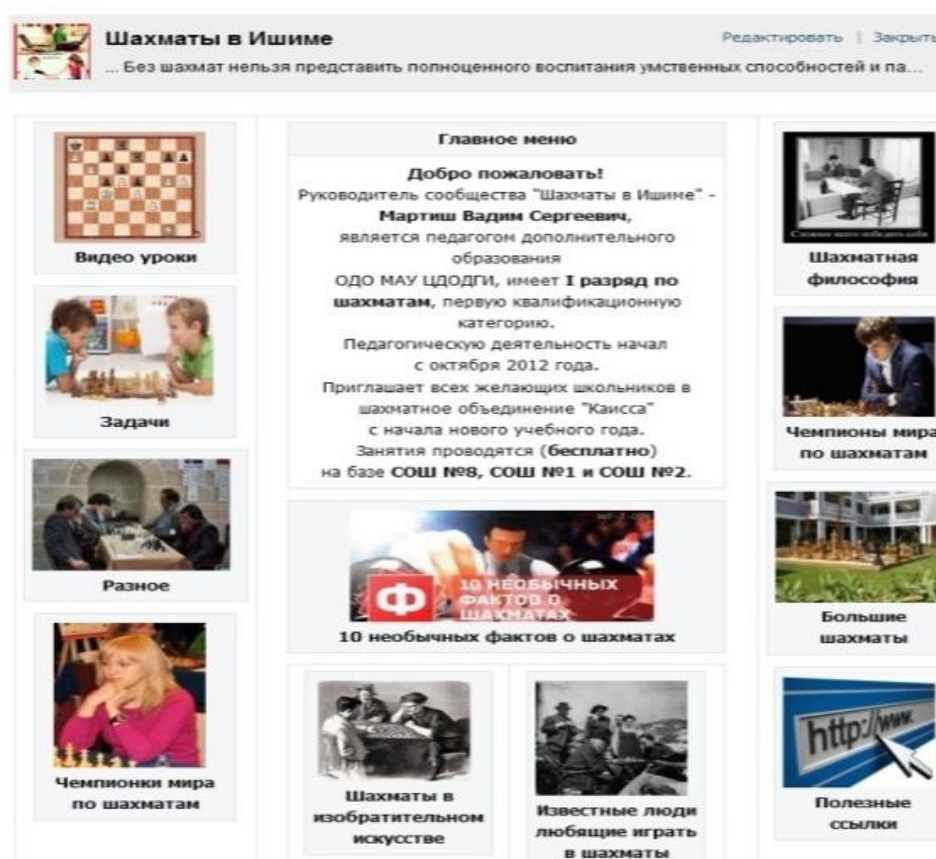 Шахматы в Ишиме
Редактировать | Закрыть
... Без шахмат нельзя представить полноценного воспитания умственных способностей и па...
Видео уроки
Задачи
Разное
Чемпионки мира
по шахматам
Главное меню
Добро пожаловать!
Руководитель сообщества "Шахматы в Ишиме" -
Мартиш Вадим Сергеевич,
является педагогом дополнительного
образования
ОДО МАУ ЦДОДГИ, имеет I разряд по
шахматам, первую квалификационную
категорию.
Педагогическую деятельность начал
с октября 2012 года.
Приглашает всех желающих школьников в
шахматное объединение "Каисса"
с начала нового учебного года.
Занятия проводятся (бесплатно)
на базе СОШ №8, СОШ №1 и СОШ №2.
Ф
10 НЕОБЫЧНЫХ
ФАКТОВ О
ШАХМАТАХ
10 необычных фактов о шахматах
Шахматы в
изобратительном
искусстве
Известные люди
любящие играть
в шахматы
Сложнее всего победить себя
Шахматная
философия
Чемпионы мира
по шахматам
Большие
шахматы
http://www.
Полезные
ссылки